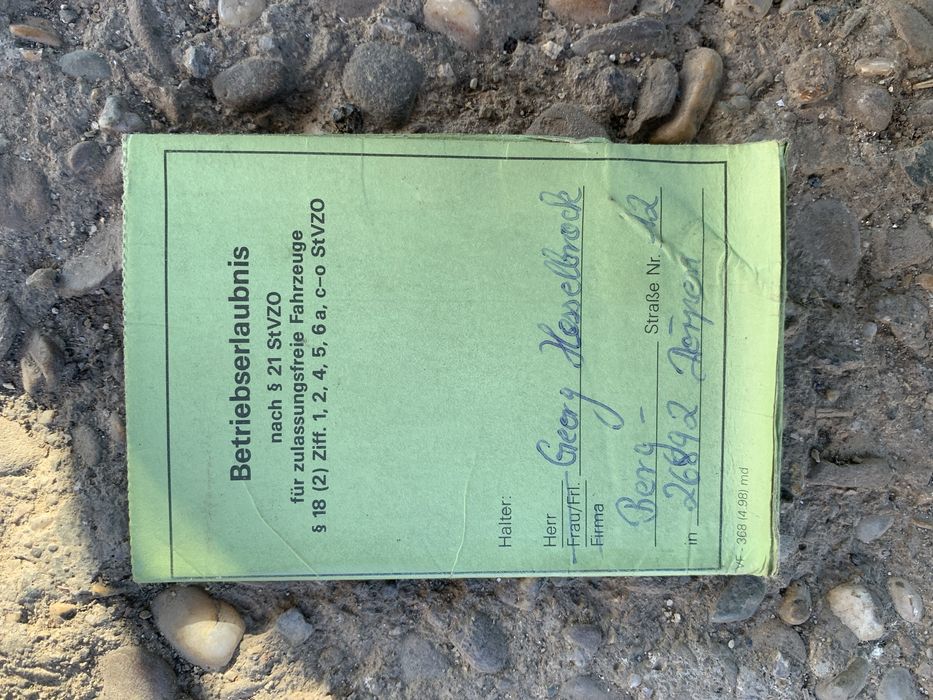 Betriebserlaubnis
nach § 21 StVZO
für zulassungsfreie Fahrzeuge
§ 18 (2) Ziff. 1, 2, 4, 5, 6 a, c–o StVZO
Halter:
Herr
Frau/Frl. Georg Hesselbrock
Firma
Berg- Straße Nr. 12
in 26892 Dörpen
VF - 368 (4.98) md